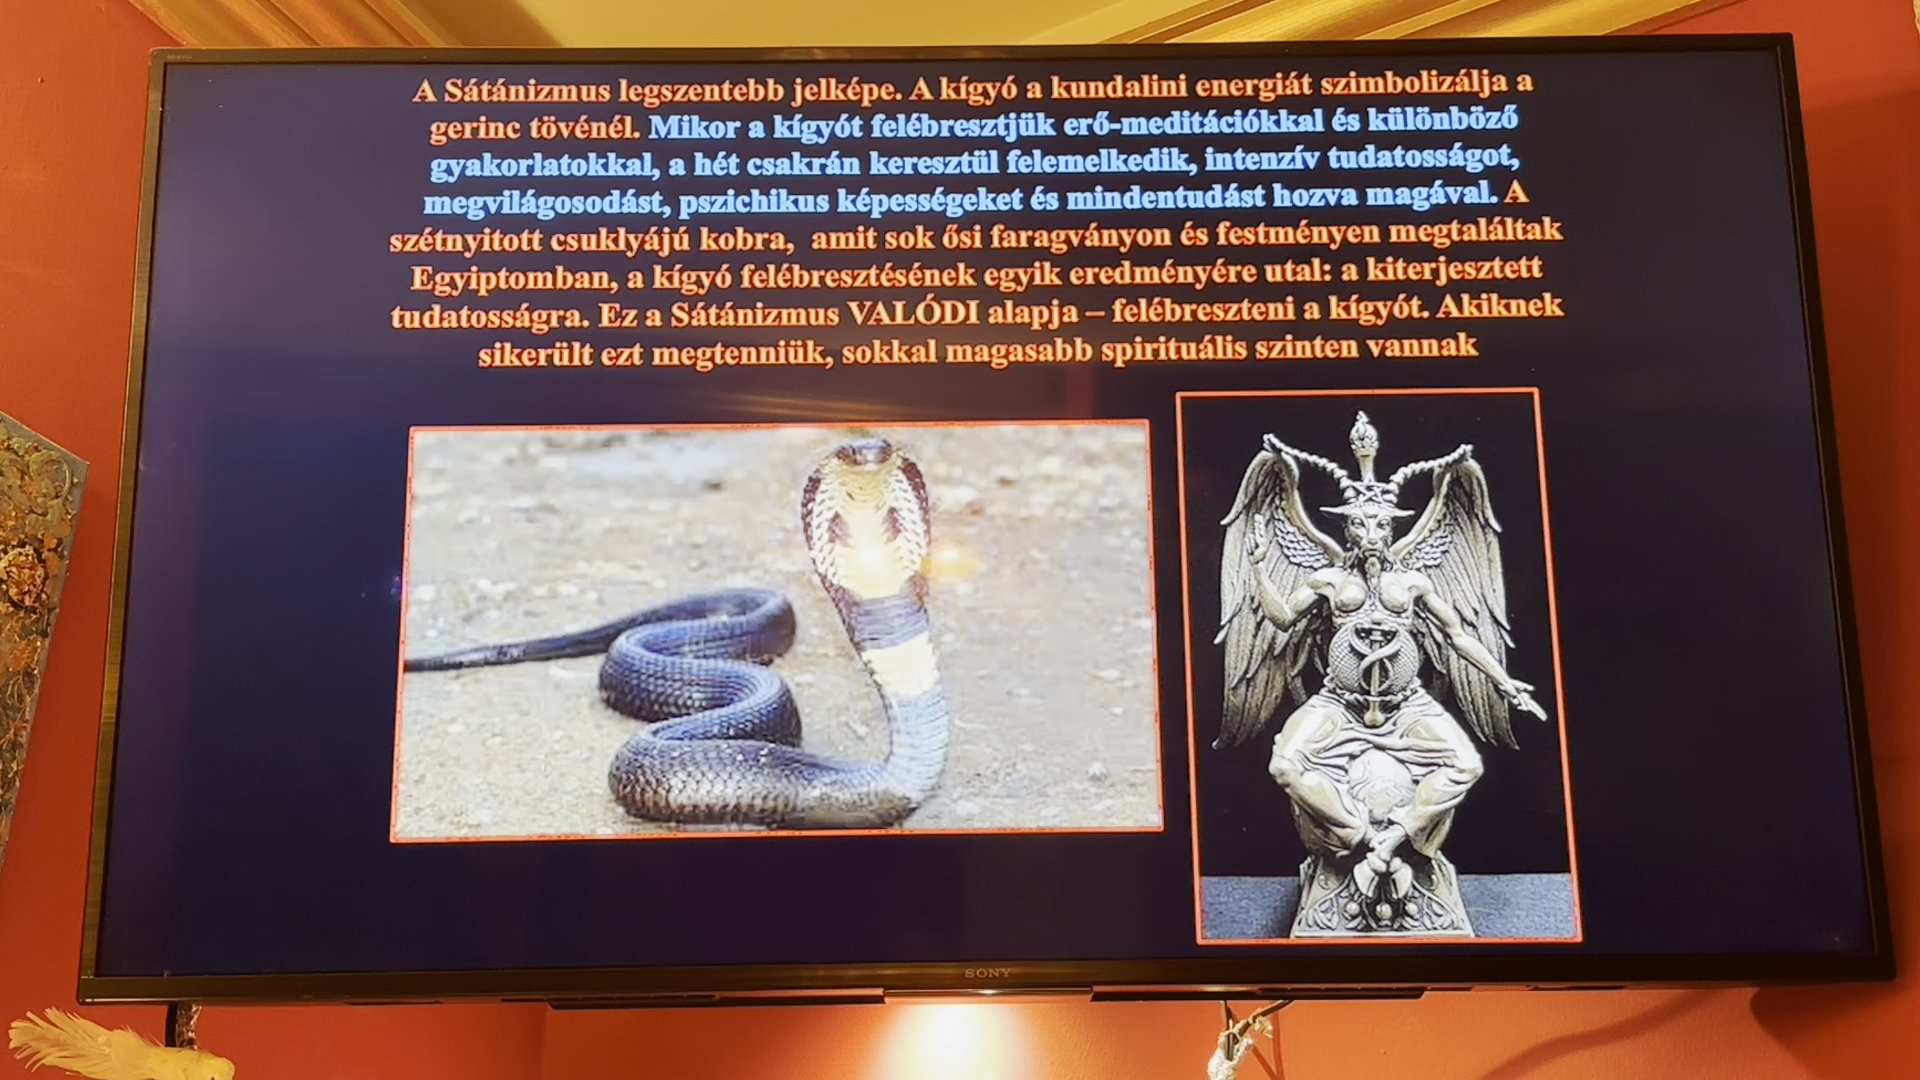 A Sátánizmus legszentebb jelképe. A kígyó a kundalini energiát szimbolizálja a
gerinc tövénél. Mikor a kígyót felébresztjük erő-meditációkkal és különböző
gyakorlatokkal, a hét csakrán keresztül felemelkedik, intenzív tudatosságot,
megvilágosodást, pszichikus képességeket és mindentudást hozva magával. A
szétnyitott csuklyájú kobra,  amit sok ősi faragványon és festményen megtaláltak
Egyiptomban, a kígyó felébresztésének egyik eredményére utal: a kiterjesztett
tudatosságra. Ez a Sátánizmus VALÓDI alapja – felébreszteni a kígyót. Akiknek
sikerült ezt megtenniük, sokkal magasabb spirituális szinten vannak
SONY